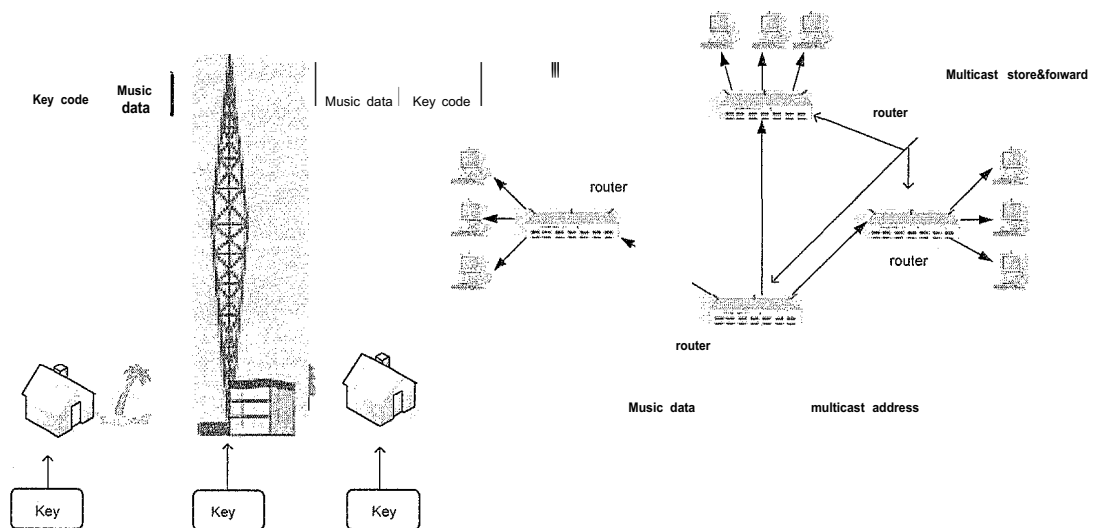 Key code Music data
Music data Key code
Key
Key
Key
Multicast store&forward
router
router
router
router
Music data multicast address